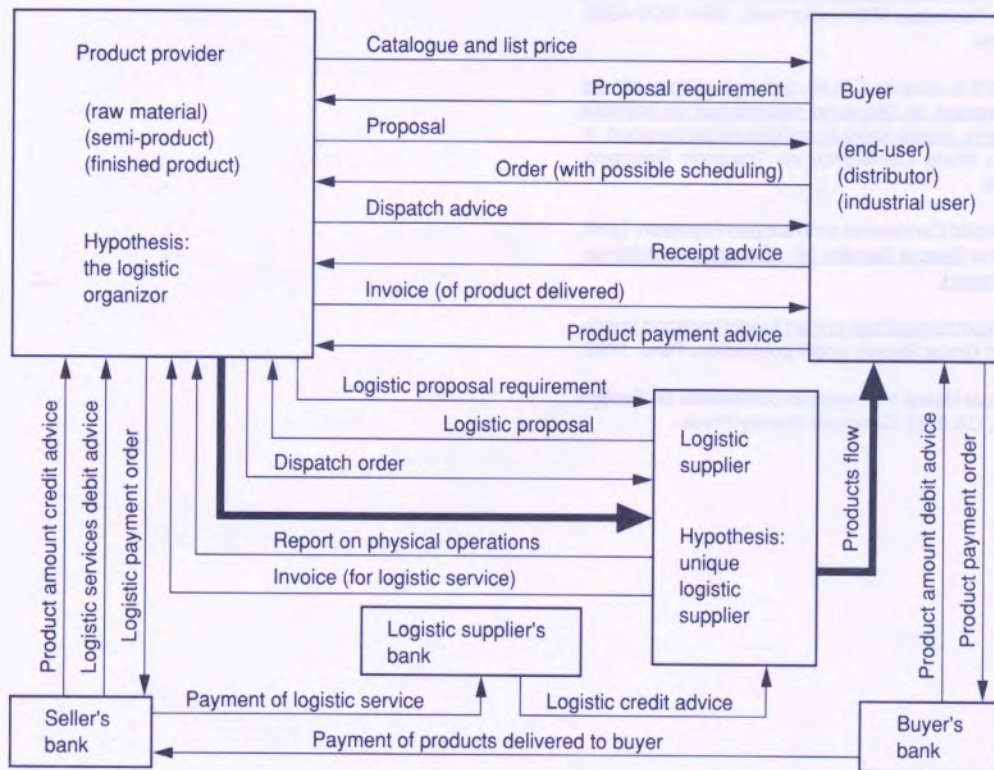 Product provider
(raw material)
(semi-product)
(finished product)
Hypothesis:
the logistic
organizor
Catalogue and list price
Proposal requirement
Proposal
Order (with possible scheduling)
Dispatch advice
Receipt advice
Invoice (of product delivered)
Product payment advice
Buyer
(end-user)
(distributor)
(industrial user)
Logistic proposal requirement
Logistic proposal
Dispatch order
Report on physical operations
Invoice (for logistic service)
Logistic
supplier
Hypothesis:
unique
logistic
supplier
Products flow
Product amount credit advice
Logistic services debit advice
Logistic payment order
Product amount debit advice
Product payment order
Logistic supplier's
bank
Seller's
bank
Payment of logistic service
Logistic credit advice
Payment of products delivered to buyer
Buyer's
bank